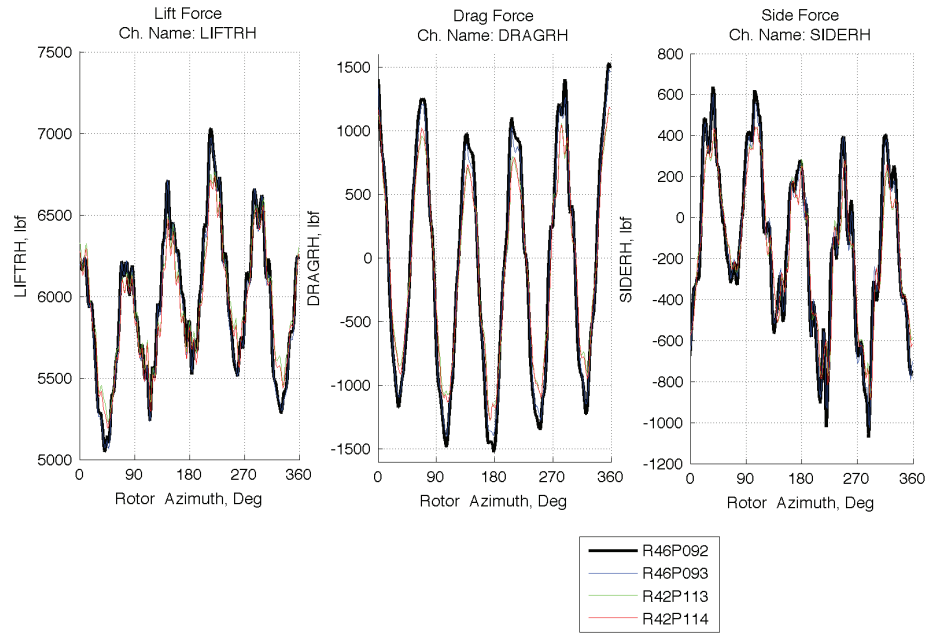 Lift Force
Ch. Name: LIFTRH
7500
7000
6500
6000
5500
5000
LIFTRH, lbf
0 90 180 270 360
Rotor Azimuth, Deg
Drag Force
Ch. Name: DRAGRH
1500
1000
500
0
-500
-1000
-1500
DRAGRH, lbf
0 90 180 270 360
Rotor Azimuth, Deg
Side Force
Ch. Name: SIDERH
800
600
400
200
0
-200
-400
-600
-800
-1000
-1200
SIDERH, lbf
0 90 180 270 360
Rotor Azimuth, Deg
R46P092
R46P093
R42P113
R42P114